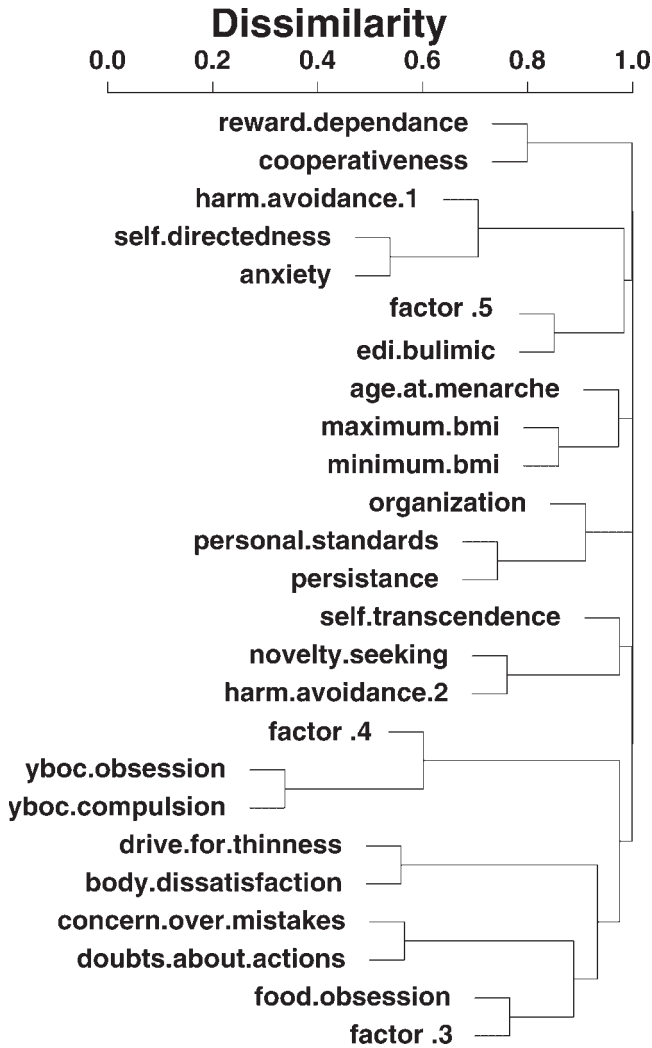 Dissimilarity
0.0 0.2 0.4 0.6 0.8 1.0
reward.dependance
cooperativeness
harm.avoidance.1
self.directedness
anxiety
factor .5
edi.bulimic
age.at.menarche
maximum.bmi
minimum.bmi
organization
personal.standards
persistance
self.transcendence
novelty.seeking
harm.avoidance.2
factor .4
yboc.obsession
yboc.compulsion
drive.for.thinness
body.dissatisfaction
concern.over.mistakes
doubts.about.actions
food.obsession
factor .3